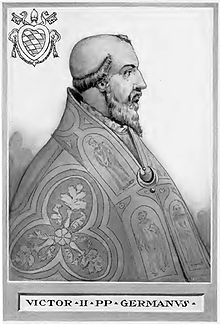 VICTOR · II · PP · GERMANVS ·